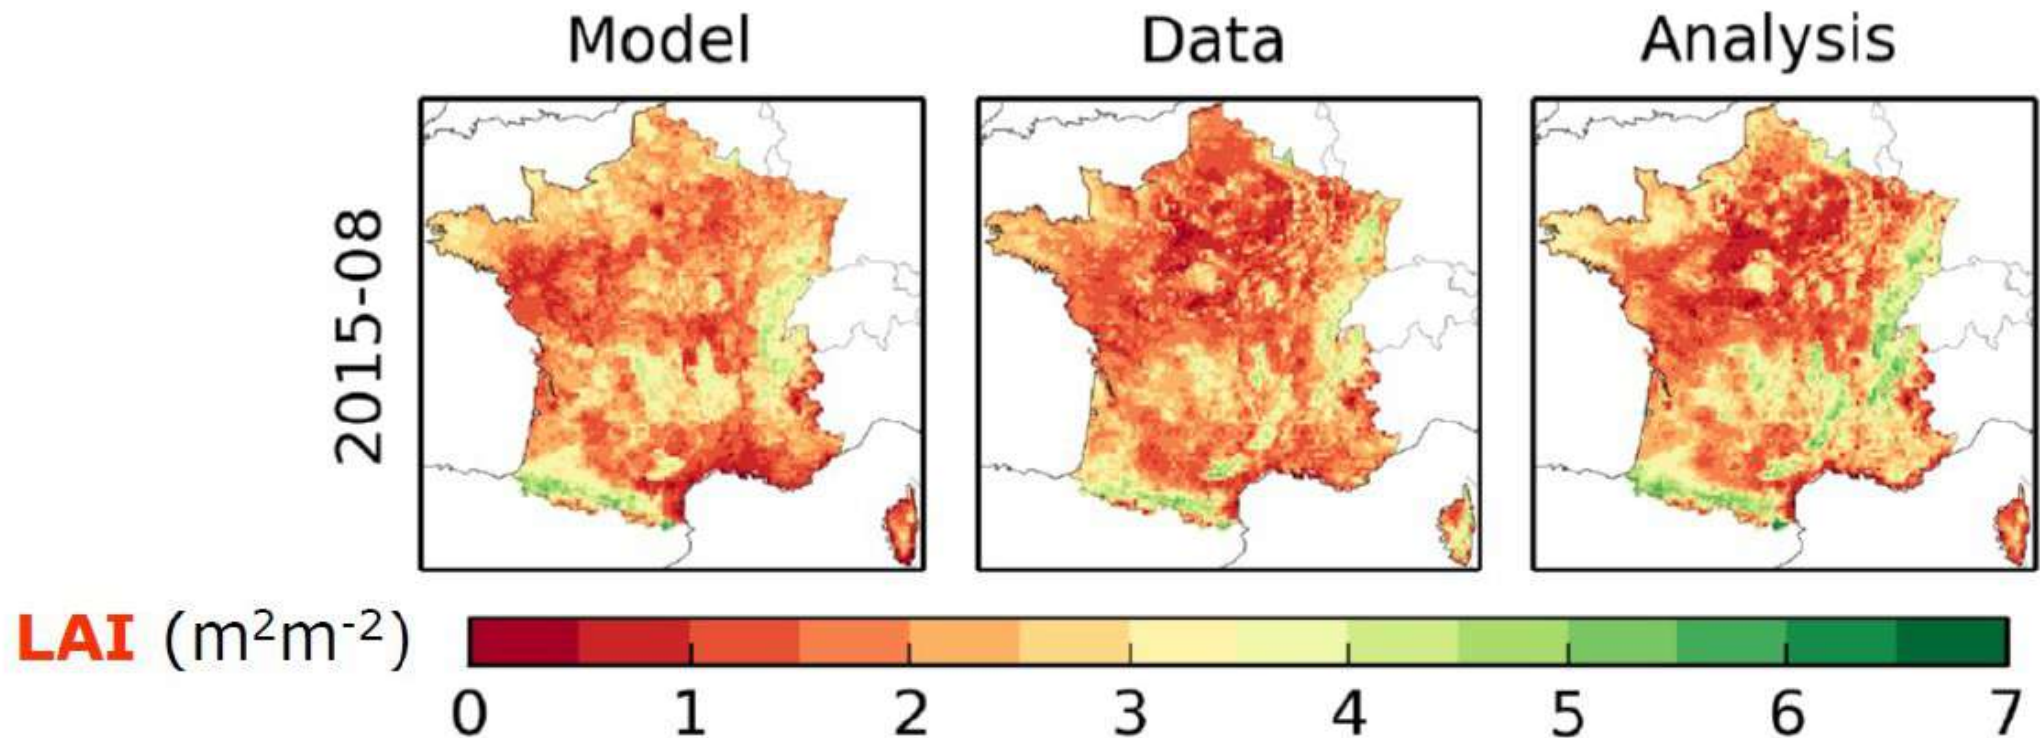 Model Data Analysis
2015-08
LAI (m²m⁻²)
0 1 2 3 4 5 6 7